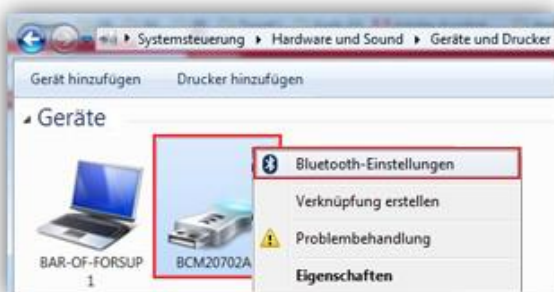 Systemsteuerung ▸ Hardware und Sound ▸ Geräte und Drucker
Gerät hinzufügen Drucker hinzufügen
Geräte
Bluetooth-Einstellungen
Verknüpfung erstellen
Problembehandlung
Eigenschaften
BAR-OF-FORSUP
1
BCM20702A